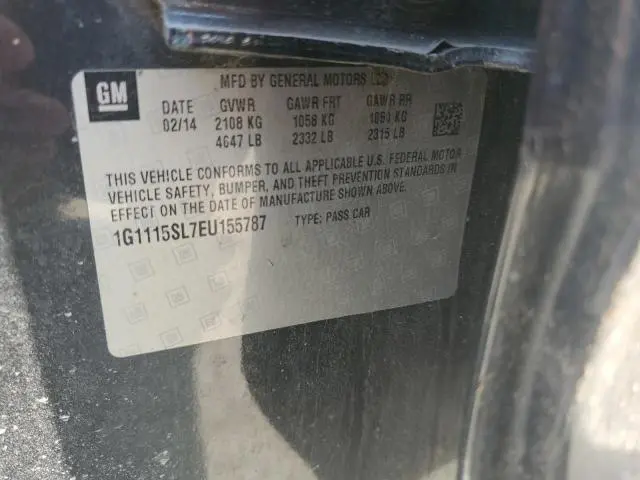 GM
MFD BY GENERAL MOTORS LLC
DATE GVWR GAWR FRT GAWR RR
02/14 2108 KG 1058 KG 1050 KG
4647 LB 2332 LB 2315 LB
THIS VEHICLE CONFORMS TO ALL APPLICABLE U.S. FEDERAL MOTOR
VEHICLE SAFETY, BUMPER, AND THEFT PREVENTION STANDARDS IN
EFFECT ON THE DATE OF MANUFACTURE SHOWN ABOVE.
1G1115SL7EU155787 TYPE: PASS CAR